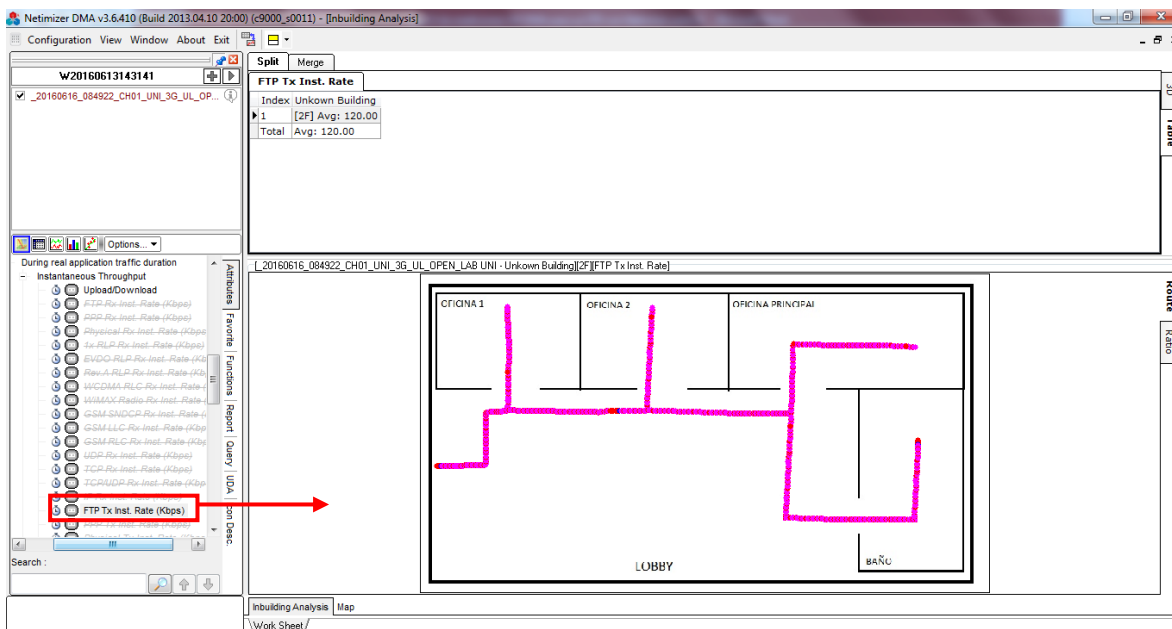 Netimizer DMA v3.6.410 (Build 2013.04.10 20:00) (c9000_s0011) - [Inbuilding Analysis]
Configuration View Window About Exit
W20160613143141
_20160616_084922_CH01_UNI_3G_UL_OP...
Split Merge
FTP Tx Inst. Rate
Index Unkown Building
1 [2F] Avg: 120.00
Total Avg: 120.00
3D
Table
Options...
During real application traffic duration
Instantaneous Throughput
Upload/Download
FTP Rx Inst. Rate (Kbps)
PPP Rx Inst. Rate (Kbps)
Physical Rx Inst. Rate (Kbps
1x RLP Rx Inst. Rate (Kbps)
EVDO RLP Rx Inst. Rate (Kb
Rev.A RLP Rx Inst. Rate (Kb
WCDMA RLC Rx Inst. Rate (
WiMAX Radio Rx Inst. Rate (
GSM SNDCP Rx Inst. Rate (
GSM LLC Rx Inst. Rate (Kbp
GSM RLC Rx Inst. Rate (Kbp
UDP Rx Inst. Rate (Kbps)
TCP Rx Inst. Rate (Kbps)
TCP/UDP Rx Inst. Rate (Kbp
FTP Tx Inst. Rate (Kbps)
PPP Tx Inst. Rate (Kbps)
Physical Tx Inst. Rate (Kbps
Search :
Attributes
Favorite
Functions
Report
Query
UDA
Icon Desc.
[_20160616_084922_CH01_UNI_3G_UL_OPEN_LAB UNI - Unkown Building][2F][FTP Tx Inst. Rate]
OFICINA 1
OFICINA 2
OFICINA PRINCIPAL
LOBBY
BAÑO
Route
Ratio
Inbuilding Analysis Map
Work Sheet